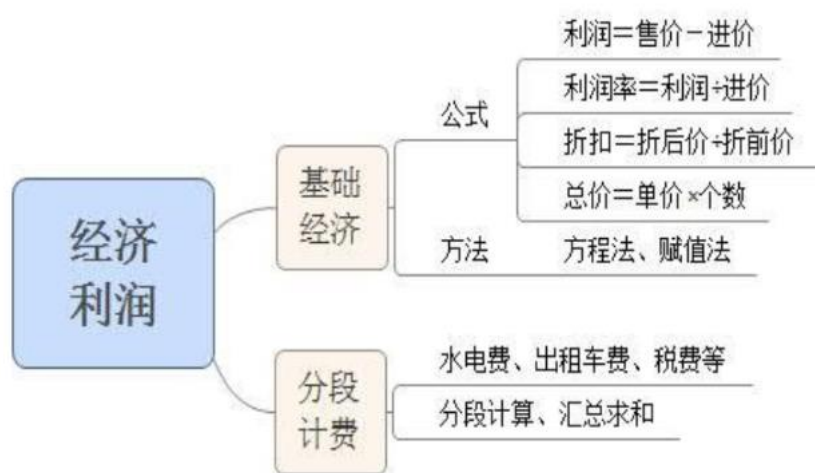 经济
利润
基础
经济
公式
利润=售价-进价
利润率=利润÷进价
折扣=折后价÷折前价
总价=单价×个数
方法
方程法、赋值法
分段
计费
水电费、出租车费、税费等
分段计算、汇总求和